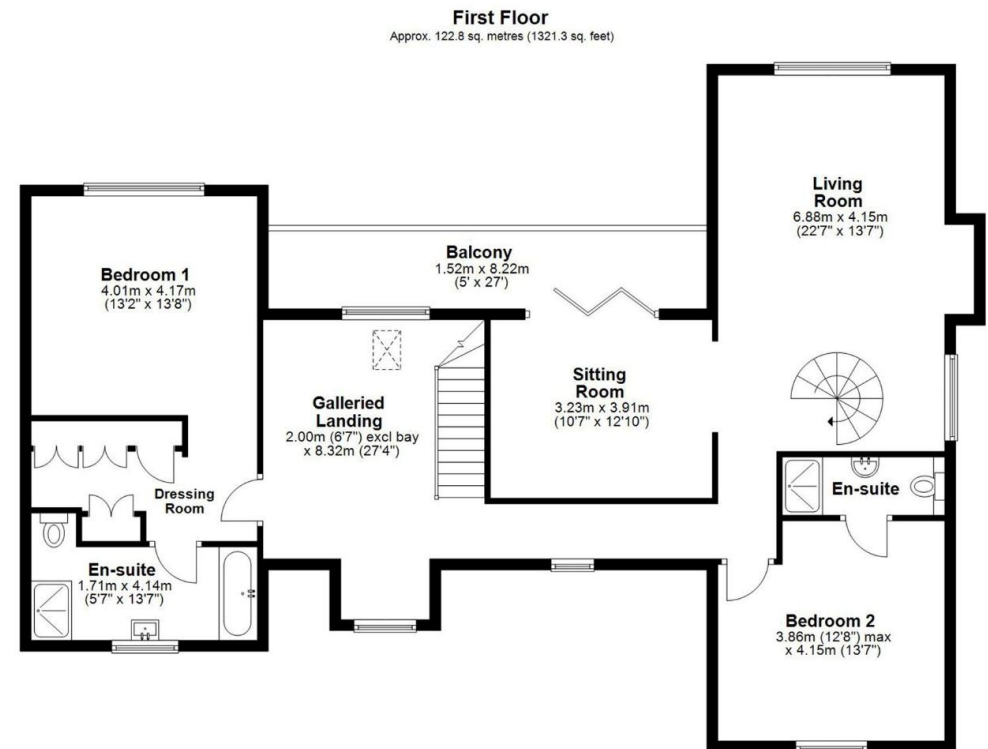 First Floor
Approx. 122.8 sq. metres (1321.3 sq. feet)
Living
Room
6.88m x 4.15m
(22'7" x 13'7")
Balcony
1.52m x 8.22m
(5' x 27')
Bedroom 1
4.01m x 4.17m
(13'2" x 13'8")
Sitting
Room
3.23m x 3.91m
(10'7" x 12'10")
Galleried
Landing
2.00m (6'7") excl bay
x 8.32m (27'4")
Dressing
Room
En-suite
En-suite
1.71m x 4.14m
(5'7" x 13'7")
Bedroom 2
3.86m (12'8") max
x 4.15m (13'7")